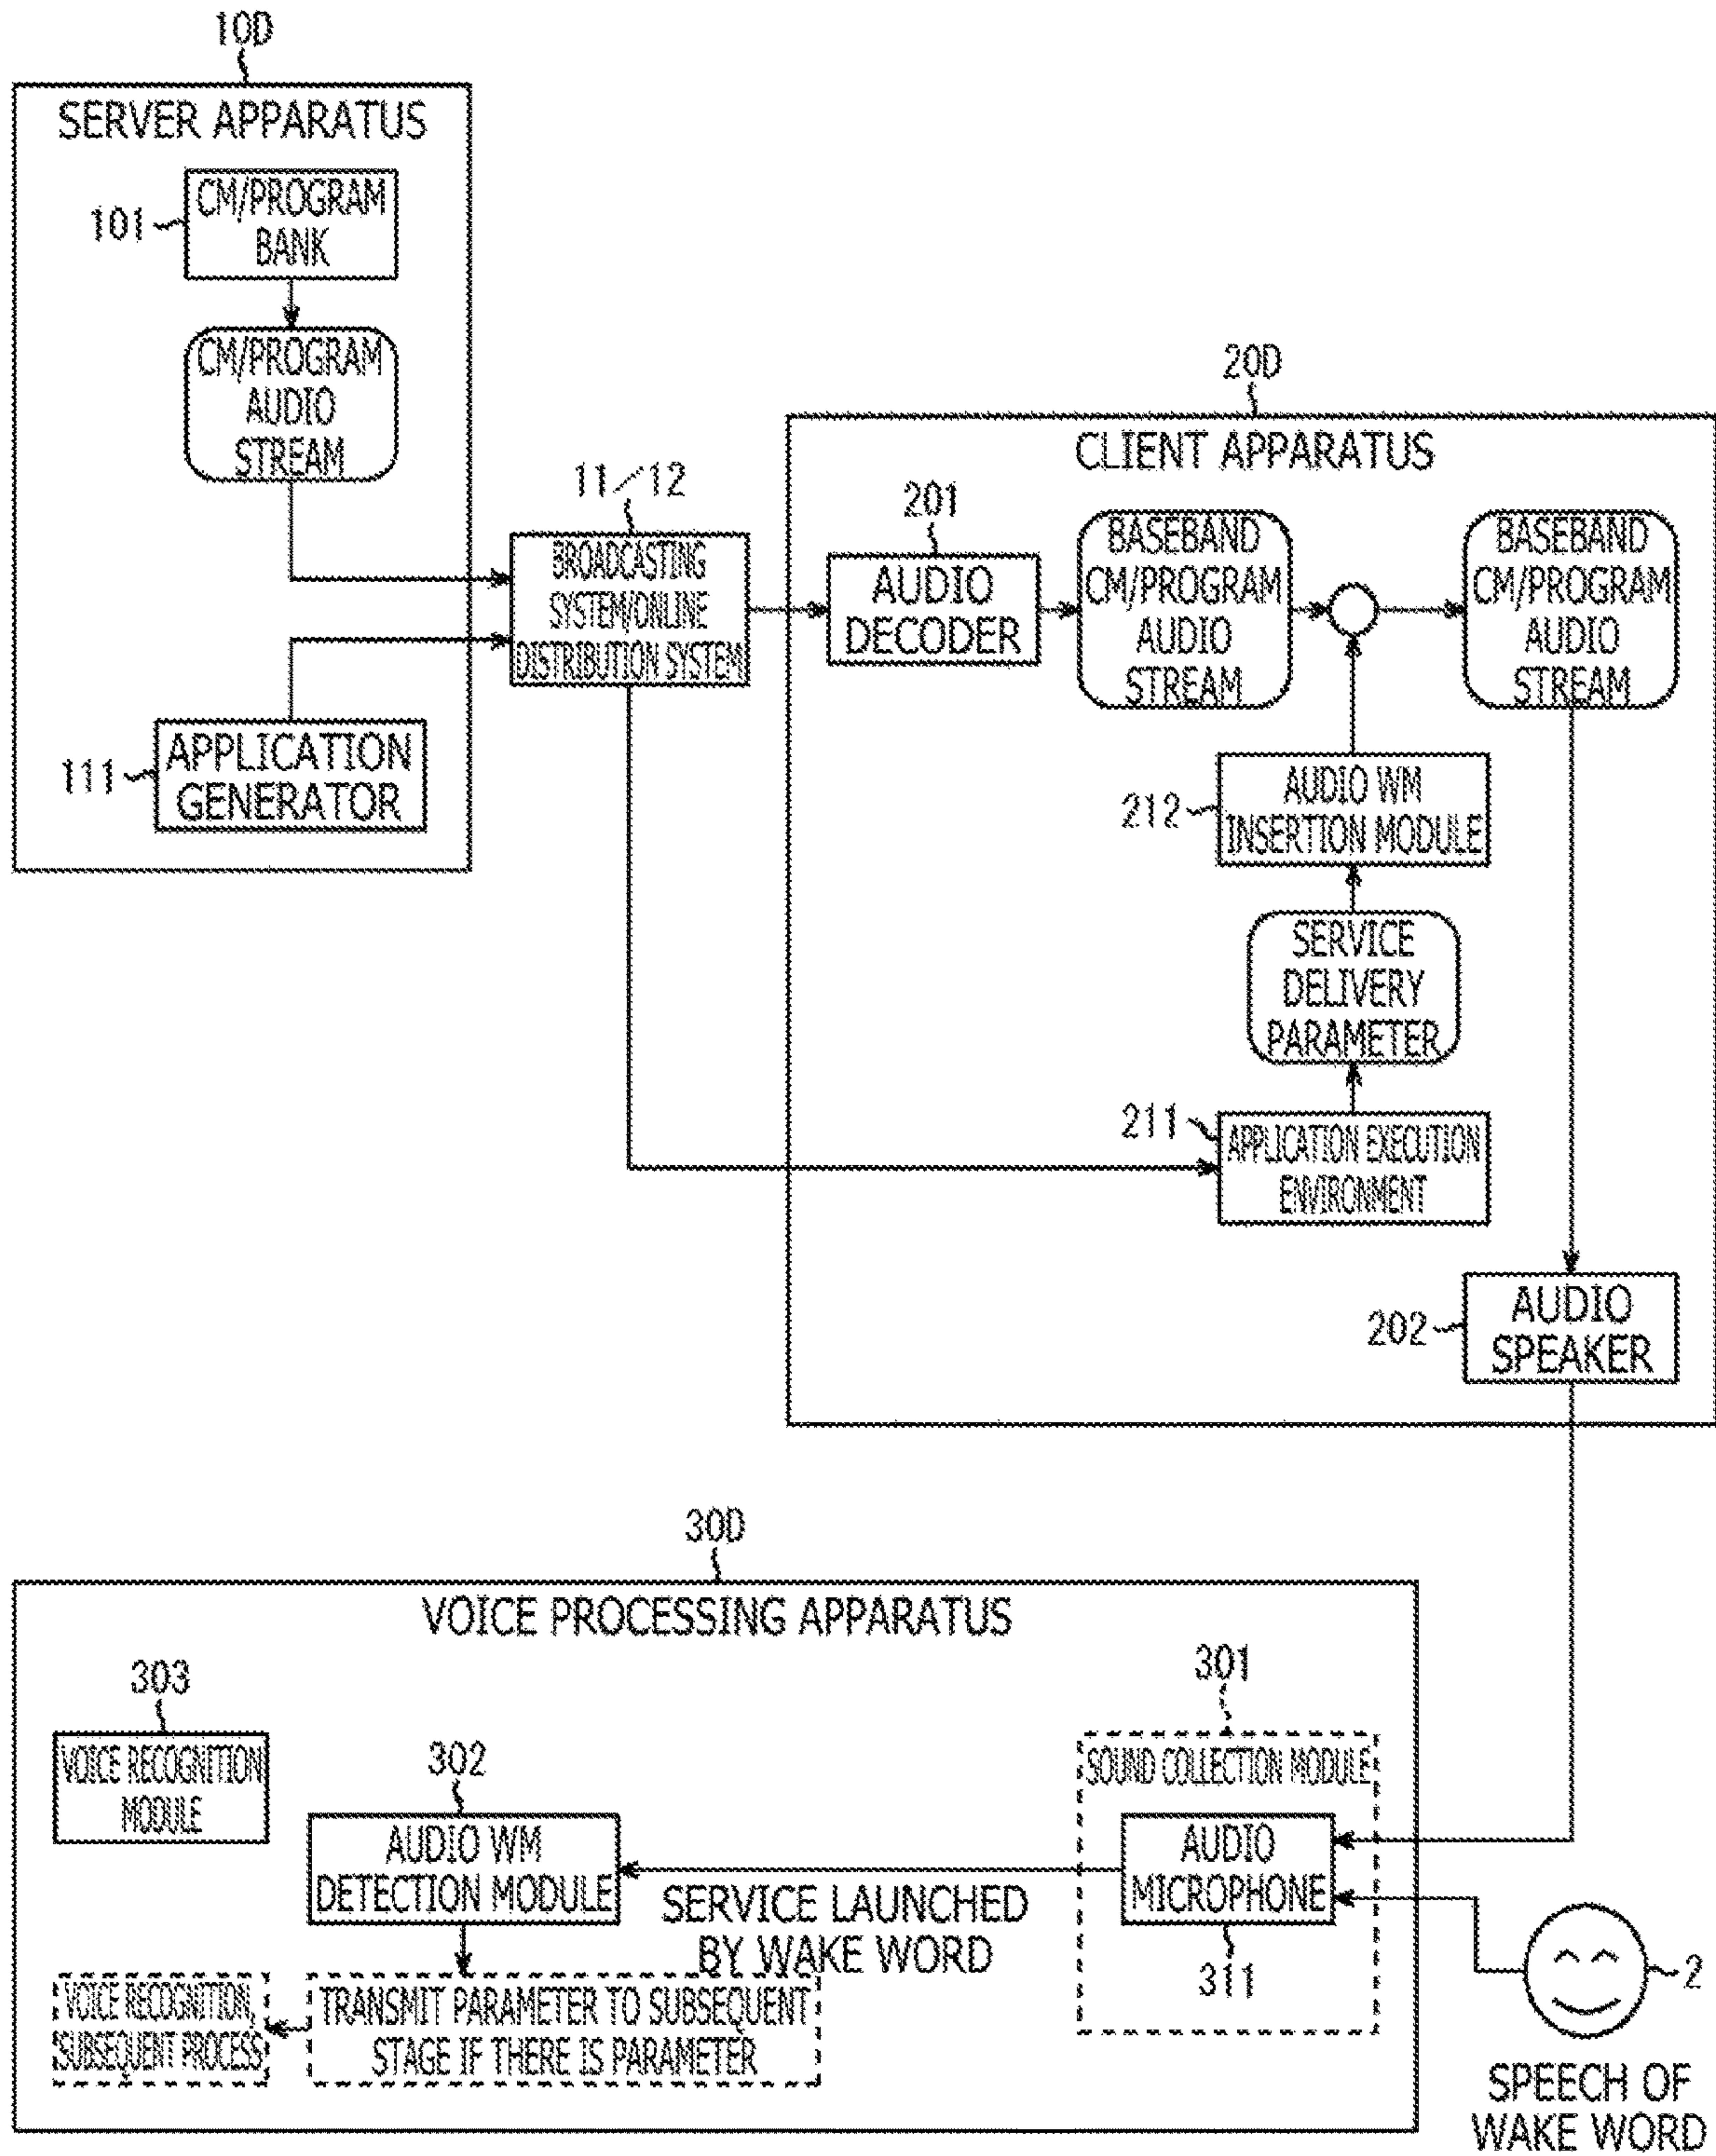 10D
SERVER APPARATUS
101
CM/PROGRAM
BANK
CM/PROGRAM
AUDIO
STREAM
111
APPLICATION
GENERATOR
11/12
BROADCASTING
SYSTEM/ONLINE
DISTRIBUTION SYSTEM
20D
CLIENT APPARATUS
201
AUDIO
DECODER
BASEBAND
CM/PROGRAM
AUDIO
STREAM
BASEBAND
CM/PROGRAM
AUDIO
STREAM
212
AUDIO WM
INSERTION MODULE
SERVICE
DELIVERY
PARAMETER
211
APPLICATION EXECUTION
ENVIRONMENT
202
AUDIO
SPEAKER
30D
VOICE PROCESSING APPARATUS
303
VOICE RECOGNITION
MODULE
302
AUDIO WM
DETECTION MODULE
301
SOUND COLLECTION MODULE
AUDIO
MICROPHONE
311
SERVICE LAUNCHED
BY WAKE WORD
VOICE RECOGNITION,
SUBSEQUENT PROCESS
TRANSMIT PARAMETER TO SUBSEQUENT
STAGE IF THERE IS PARAMETER
2
SPEECH OF
WAKE WORD